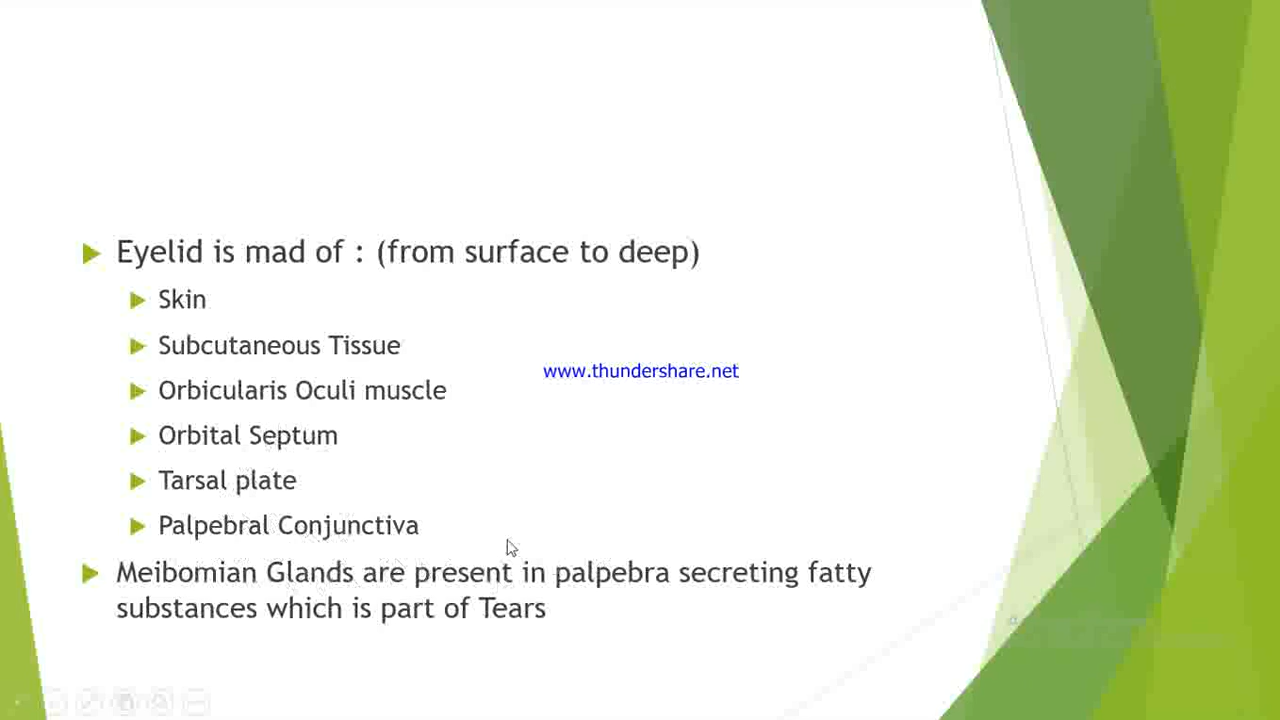 Eyelid is mad of : (from surface to deep)
Skin
Subcutaneous Tissue
www.thundershare.net
Orbicularis Oculi muscle
Orbital Septum
Tarsal plate
Palpebral Conjunctiva
Meibomian Glands are present in palpebra secreting fatty
substances which is part of Tears